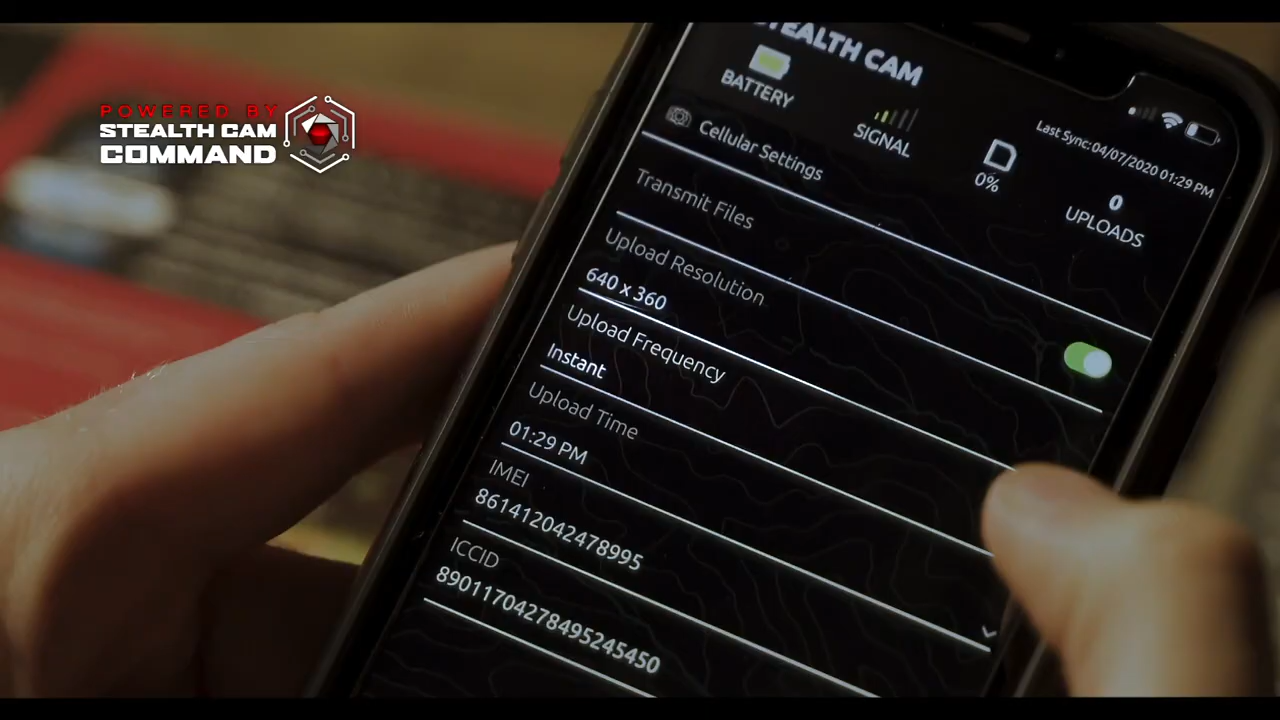 POWERED BY
STEALTH CAM
COMMAND
STEALTH CAM
BATTERY
SIGNAL
0%
0
UPLOADS
Last Sync: 04/07/2020 01:29 PM
Cellular Settings
Transmit Files
Upload Resolution
640 x 360
Upload Frequency
Instant
Upload Time
01:29 PM
IMEI
861412042478995
ICCID
89011704278495245450